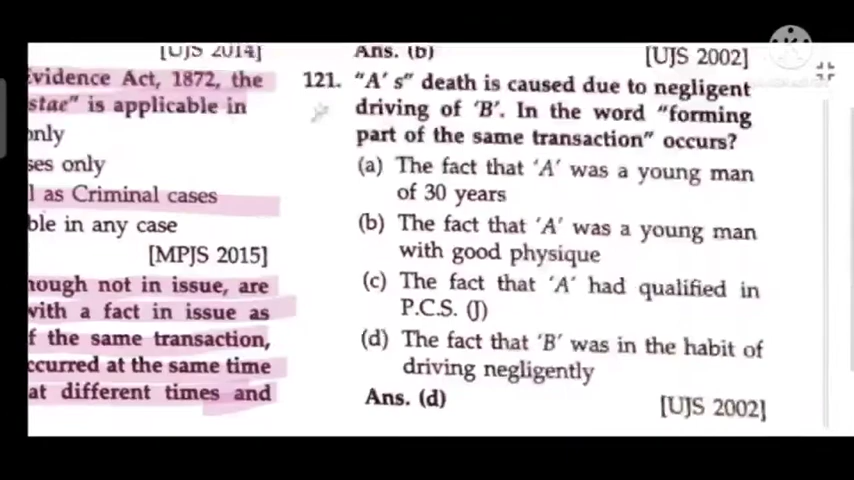 [UJS 2014]
Evidence Act, 1872, the
stae" is applicable in
only
ses only
l as Criminal cases
ble in any case
[MPJS 2015]
hough not in issue, are
with a fact in issue as
f the same transaction,
ccurred at the same time
at different times and
Ans. (b)
[UJS 2002]
121. "A' s" death is caused due to negligent
driving of 'B'. In the word "forming
part of the same transaction" occurs?
(a) The fact that 'A' was a young man
of 30 years
(b) The fact that 'A' was a young man
with good physique
(c) The fact that 'A' had qualified in
P.C.S. (J)
(d) The fact that 'B' was in the habit of
driving negligently
Ans. (d)
[UJS 2002]